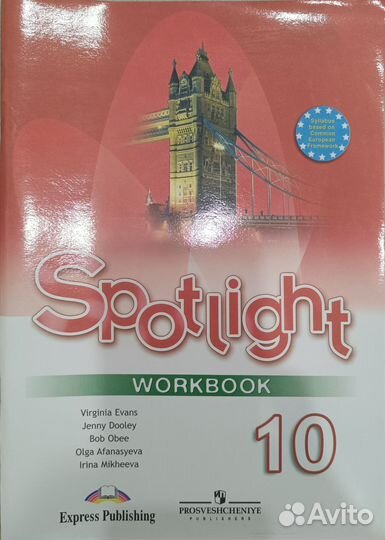 Syllabus
based on
Common
European
Framework
Spotlight
WORKBOOK
Virginia Evans
Jenny Dooley
Bob Obee
Olga Afanasyeva
Irina Mikheeva
10
Express Publishing
PROSVESHCHENIYE
PUBLISHERS
Avito